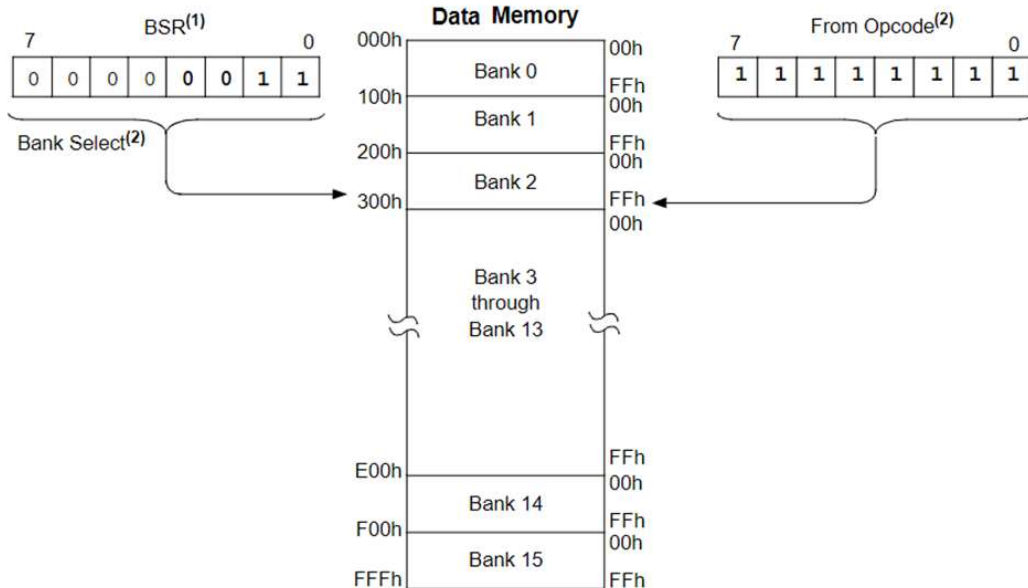 Data Memory
BSR(1)
7 0
0 0 0 0 0 0 1 1
Bank Select(2)
From Opcode(2)
7 0
1 1 1 1 1 1 1 1
000h 00h
Bank 0
FFh
100h 00h
Bank 1
FFh
200h 00h
Bank 2
FFh
300h 00h
Bank 3
through
Bank 13
FFh
E00h 00h
Bank 14
FFh
F00h 00h
Bank 15
FFFh FFh